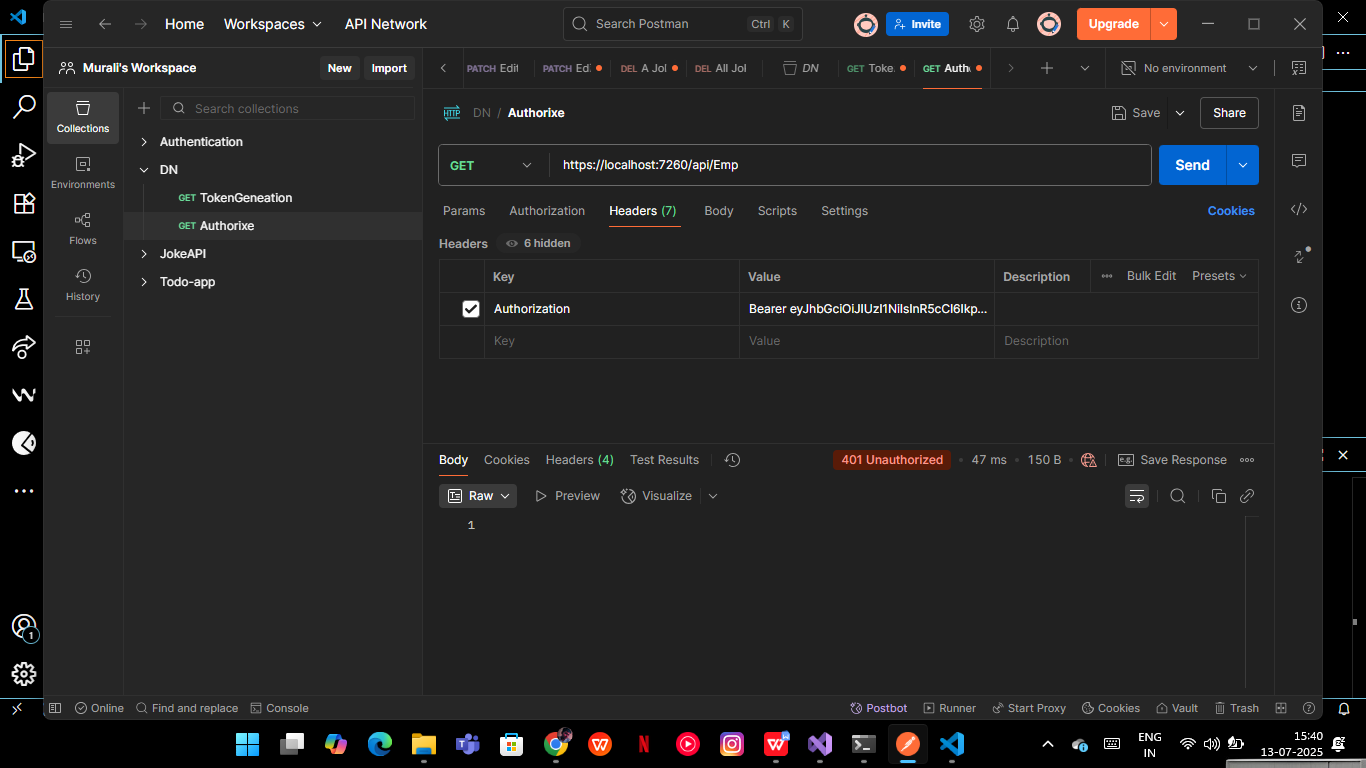 Home
Workspaces
API Network
Search Postman
Ctrl
K
Invite
Upgrade
Murali's Workspace
New
Import
PATCH Edit
PATCH Ed
DEL A Jol
DEL All Jol
DN
GET Toke.
GET Auth
No environment
Collections
Environments
Flows
History
Search collections
Authentication
DN
GET TokenGeneation
GET Authorixe
JokeAPI
Todo-app
HTTP
DN / Authorixe
Save
Share
GET
https://localhost:7260/api/Emp
Send
Params
Authorization
Headers (7)
Body
Scripts
Settings
Cookies
Headers
6 hidden
Key
Value
Description
Bulk Edit
Presets
Authorization
Bearer eyJhbGciOiJIUzI1NiIsInR5cCI6Ikp...
Key
Value
Description
Body
Cookies
Headers (4)
Test Results
401 Unauthorized
47 ms
150 B
e.g.
Save Response
Raw
Preview
Visualize
1
1
Online
Find and replace
Console
Postbot
Runner
Start Proxy
Cookies
Vault
Trash
ENG
IN
15:40
13-07-2025